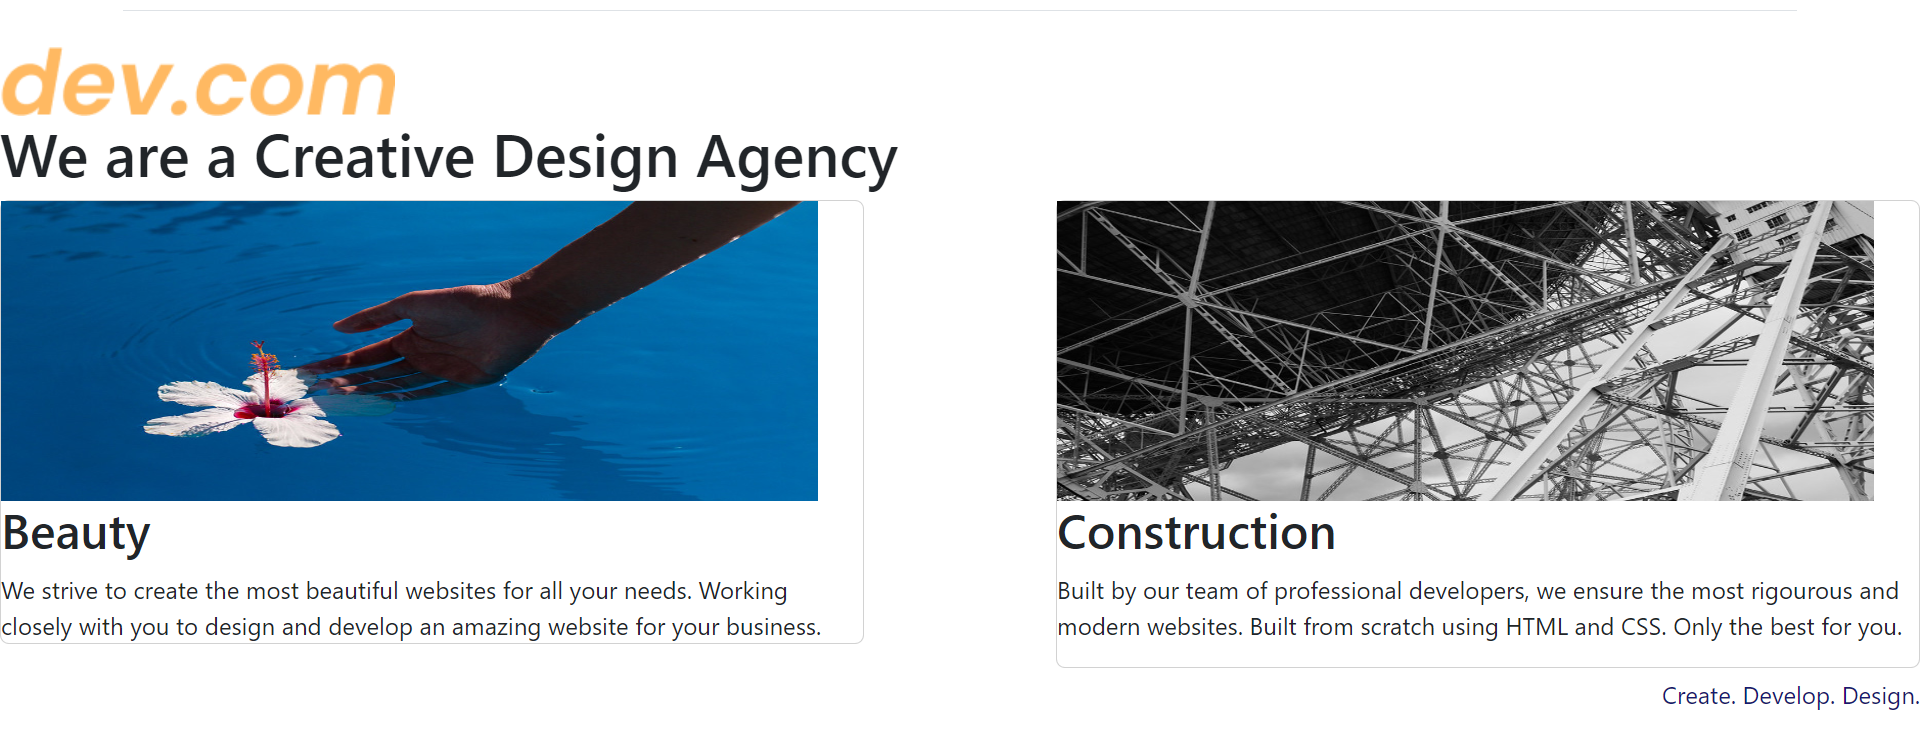 dev.com
We are a Creative Design Agency
Beauty
We strive to create the most beautiful websites for all your needs. Working
closely with you to design and develop an amazing website for your business.
Construction
Built by our team of professional developers, we ensure the most rigourous and
modern websites. Built from scratch using HTML and CSS. Only the best for you.
Create. Develop. Design.